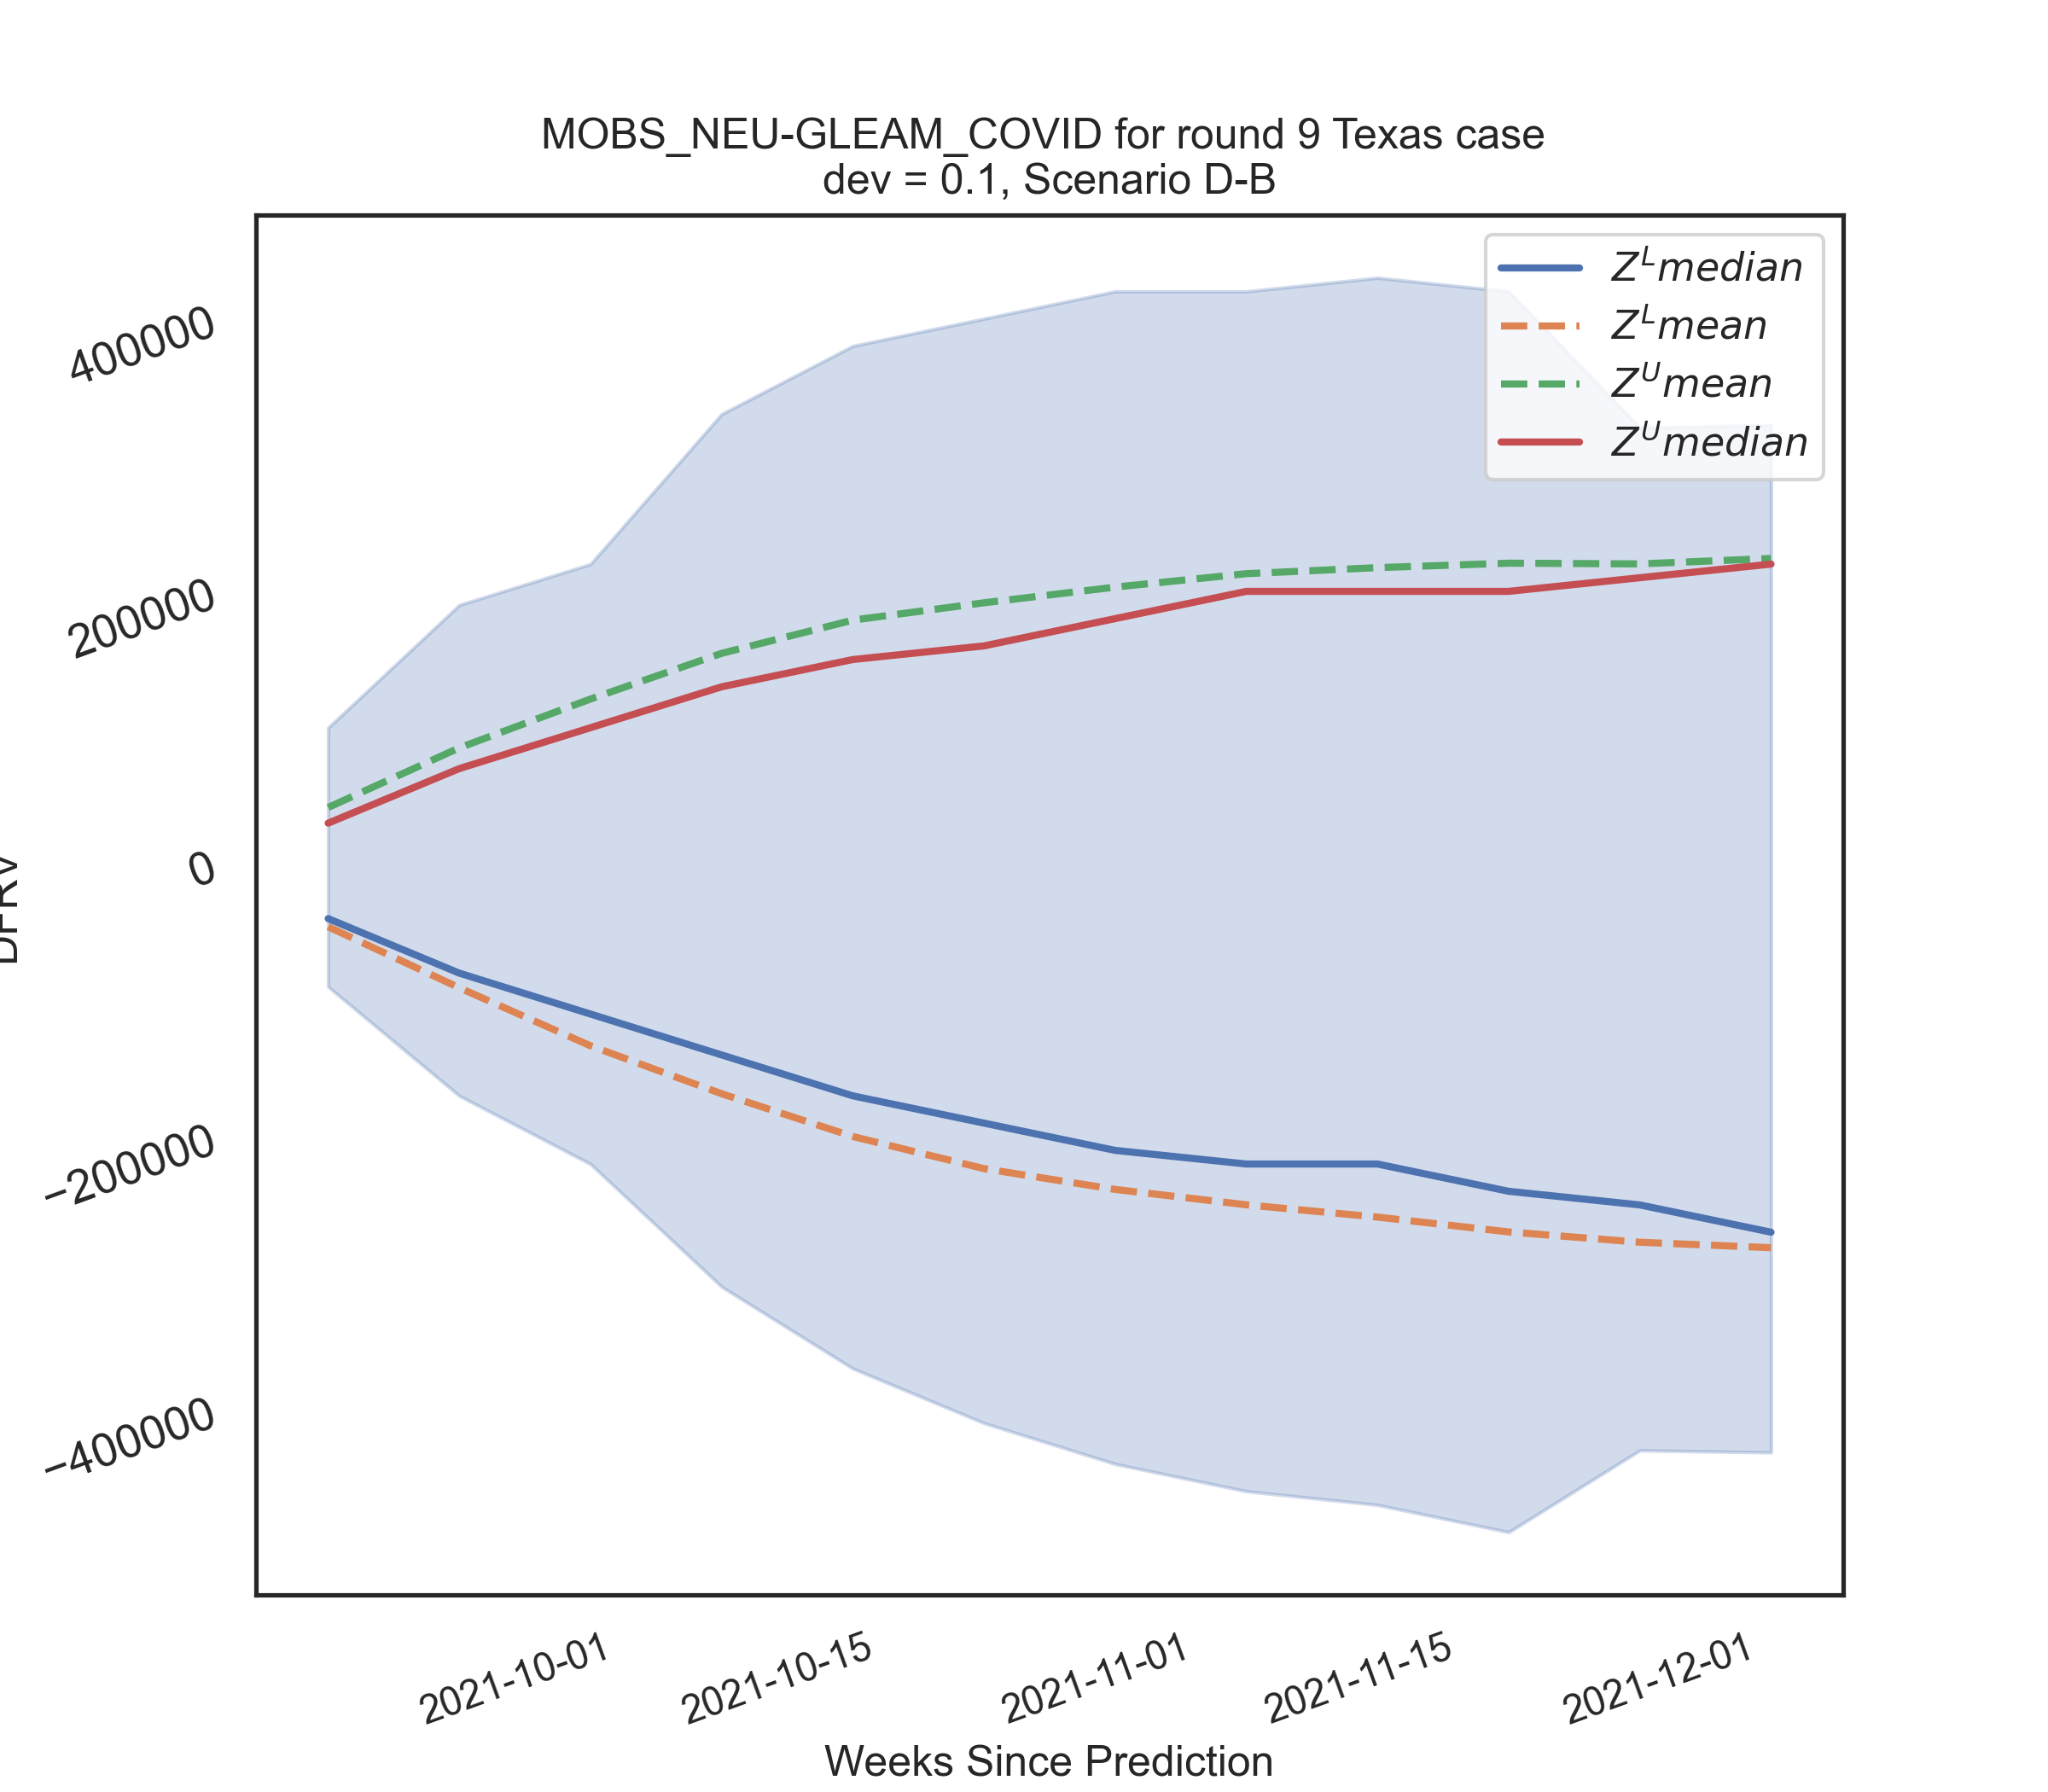 MOBS_NEU-GLEAM_COVID for round 9 Texas case
dev = 0.1, Scenario D-B
Z^L median
Z^L mean
Z^U mean
Z^U median
400000
200000
0
−200000
−400000
2021-10-01
2021-10-15
2021-11-01
2021-11-15
2021-12-01
Weeks Since Prediction